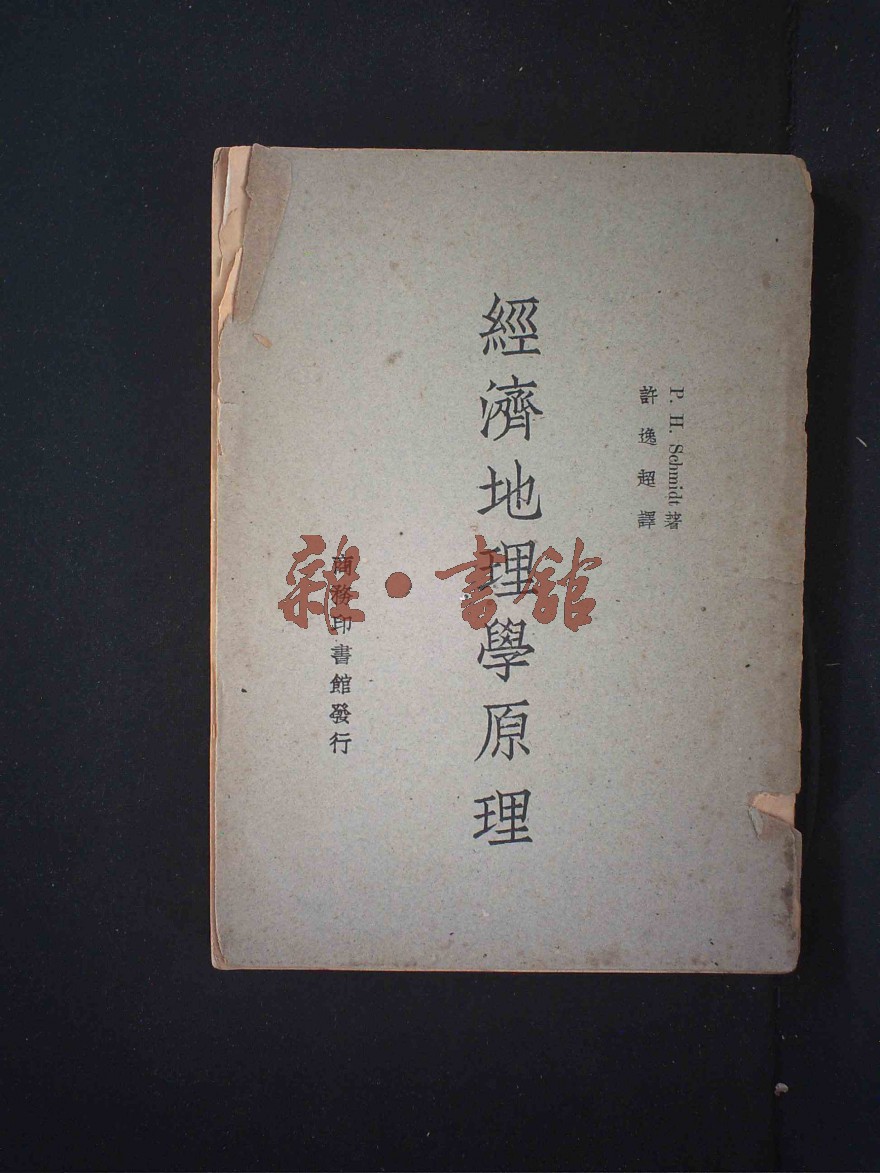 P. H. Schmidt 著
許逸超譯
經濟地理學原理
商務印書館發行
雜·書館